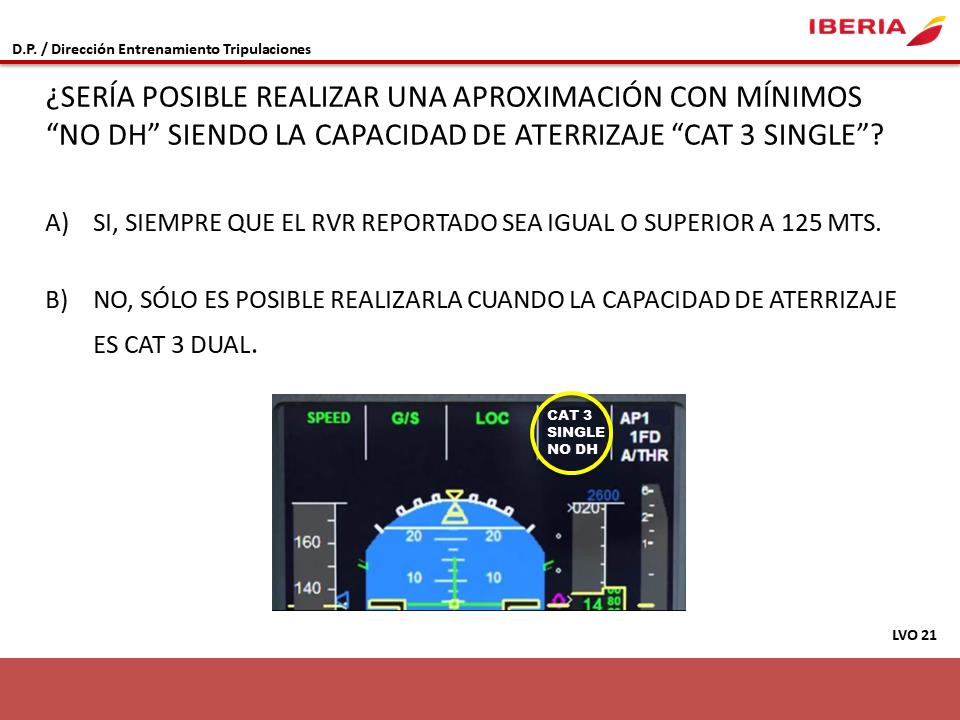 IBERIA
D.P. / Dirección Entrenamiento Tripulaciones
¿SERÍA POSIBLE REALIZAR UNA APROXIMACIÓN CON MÍNIMOS
“NO DH” SIENDO LA CAPACIDAD DE ATERRIZAJE “CAT 3 SINGLE”?
A) SI, SIEMPRE QUE EL RVR REPORTADO SEA IGUAL O SUPERIOR A 125 MTS.
B) NO, SÓLO ES POSIBLE REALIZARLA CUANDO LA CAPACIDAD DE ATERRIZAJE
ES CAT 3 DUAL.
SPEED G/S LOC CAT 3 AP1
SINGLE 1FD
NO DH A/THR
2600
020
6
2
1
160
140
20 20
10 10
14
80
LVO 21